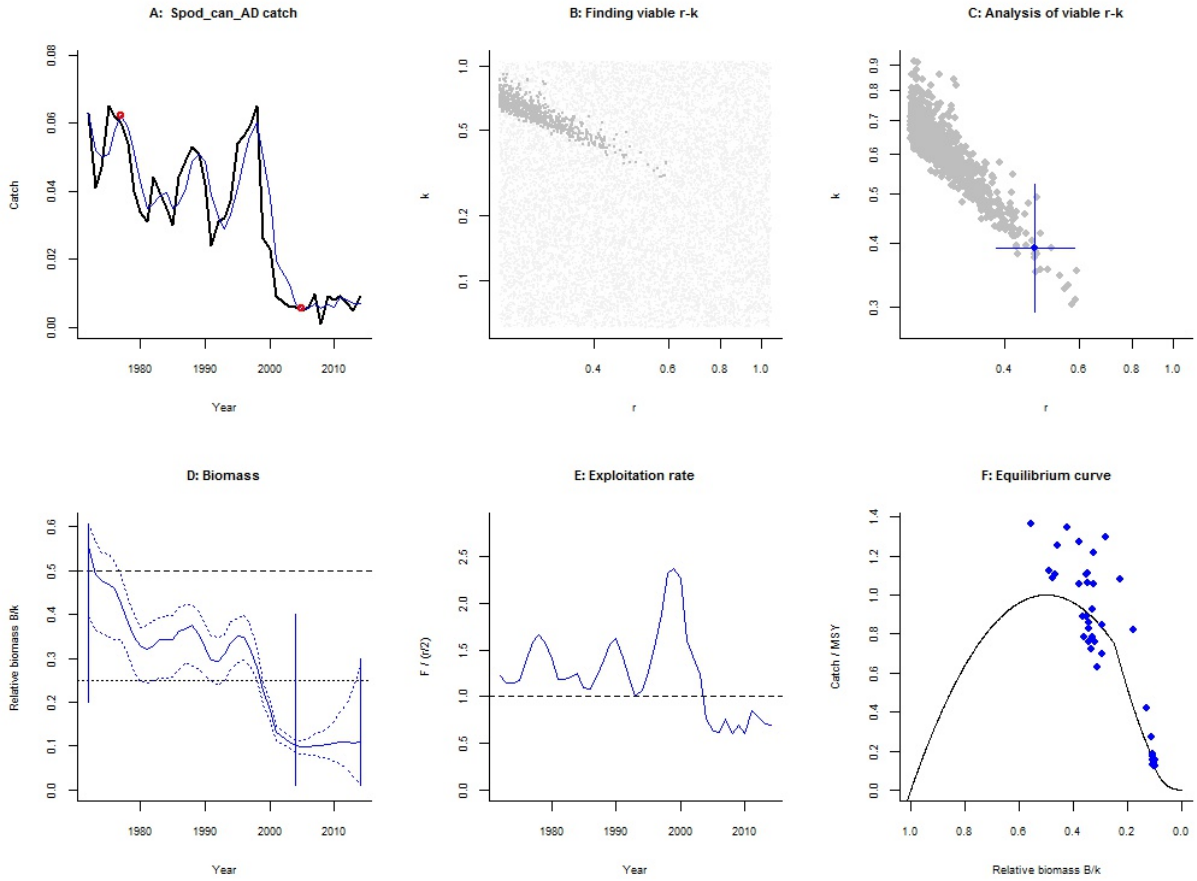 A: Spod_can_AD catch
B: Finding viable r-k
C: Analysis of viable r-k
Catch
0.00 0.02 0.04 0.06 0.08
1980 1990 2000 2010
Year
k
0.1 0.2 0.5 1.0
0.4 0.6 0.8 1.0
r
k
0.3 0.4 0.5 0.6 0.7 0.8 0.9
0.4 0.6 0.8 1.0
r
D: Biomass
E: Exploitation rate
F: Equilibrium curve
Relative biomass B/k
0.0 0.1 0.2 0.3 0.4 0.5 0.6
1980 1990 2000 2010
Year
F / (r/2)
0.0 0.5 1.0 1.5 2.0 2.5
1980 1990 2000 2010
Year
Catch / MSY
0.0 0.2 0.4 0.6 0.8 1.0 1.2 1.4
1.0 0.8 0.6 0.4 0.2 0.0
Relative biomass B/k